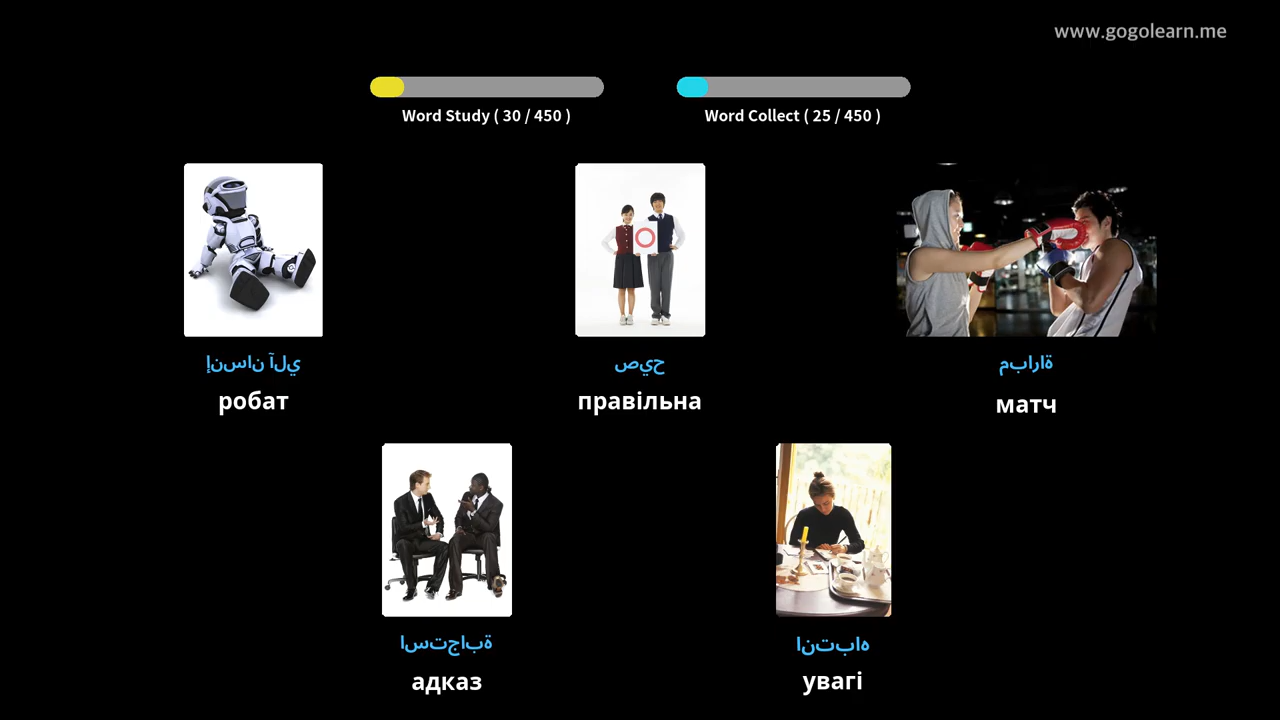 www.gogolearn.me
Word Study ( 30 / 450 )
Word Collect ( 25 / 450 )
إنسان آلي
робат
صحيح
правільна
مباراة
матч
استجابة
адказ
انتباه
увагі